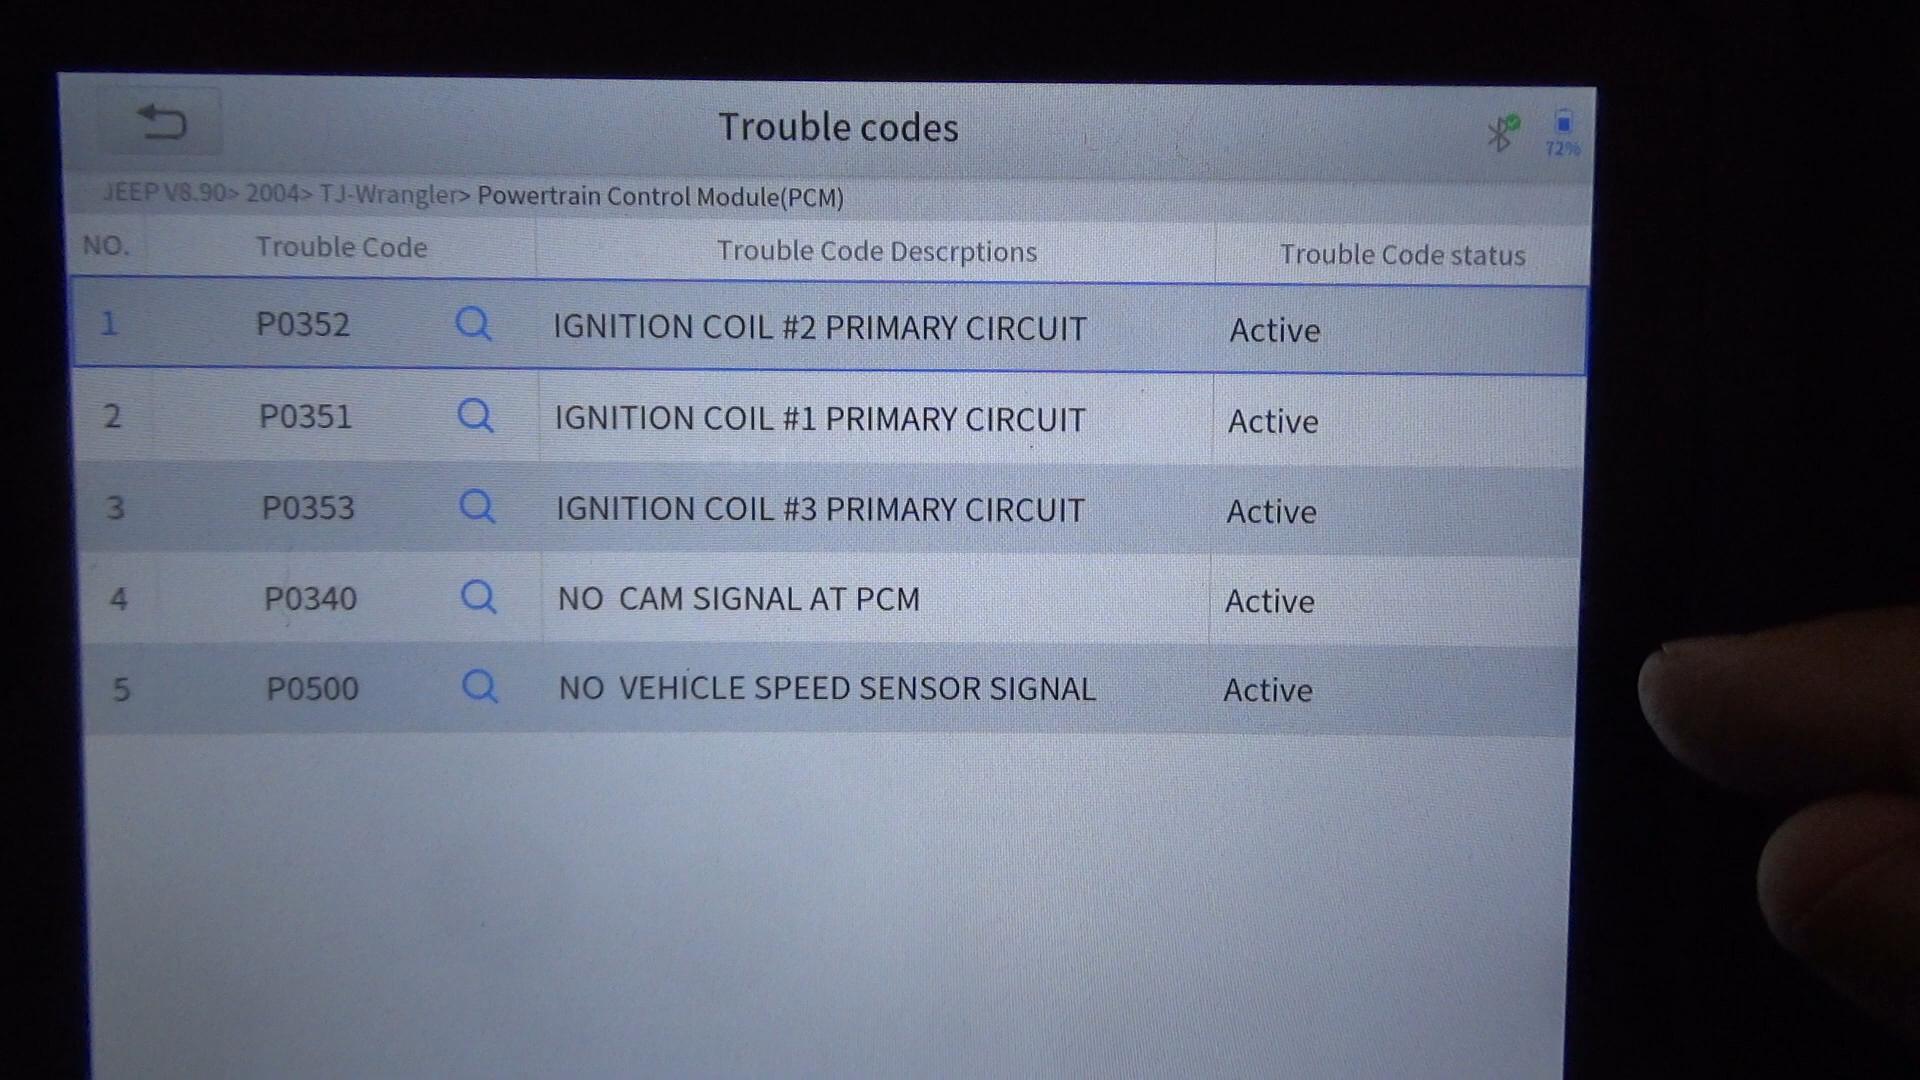 Trouble codes
72%
JEEP V8.90> 2004> TJ-Wrangler> Powertrain Control Module(PCM)
NO. Trouble Code Trouble Code Descrptions Trouble Code status
1 P0352 IGNITION COIL #2 PRIMARY CIRCUIT Active
2 P0351 IGNITION COIL #1 PRIMARY CIRCUIT Active
3 P0353 IGNITION COIL #3 PRIMARY CIRCUIT Active
4 P0340 NO CAM SIGNAL AT PCM Active
5 P0500 NO VEHICLE SPEED SENSOR SIGNAL Active